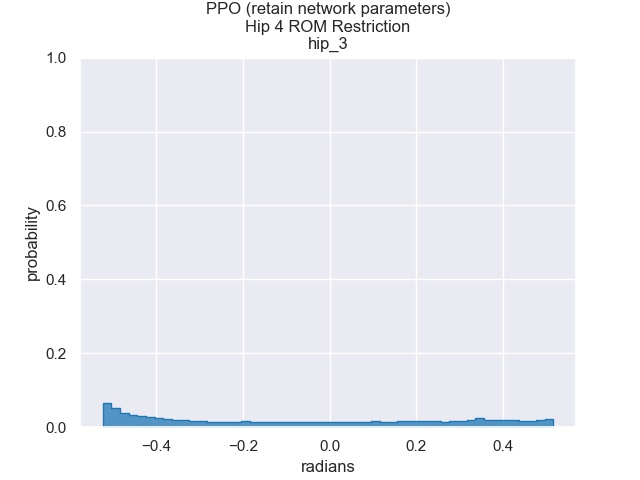 PPO (retain network parameters)
Hip 4 ROM Restriction
hip_3
1.0
0.8
0.6
0.4
0.2
0.0
probability
−0.4
−0.2
0.0
0.2
0.4
radians